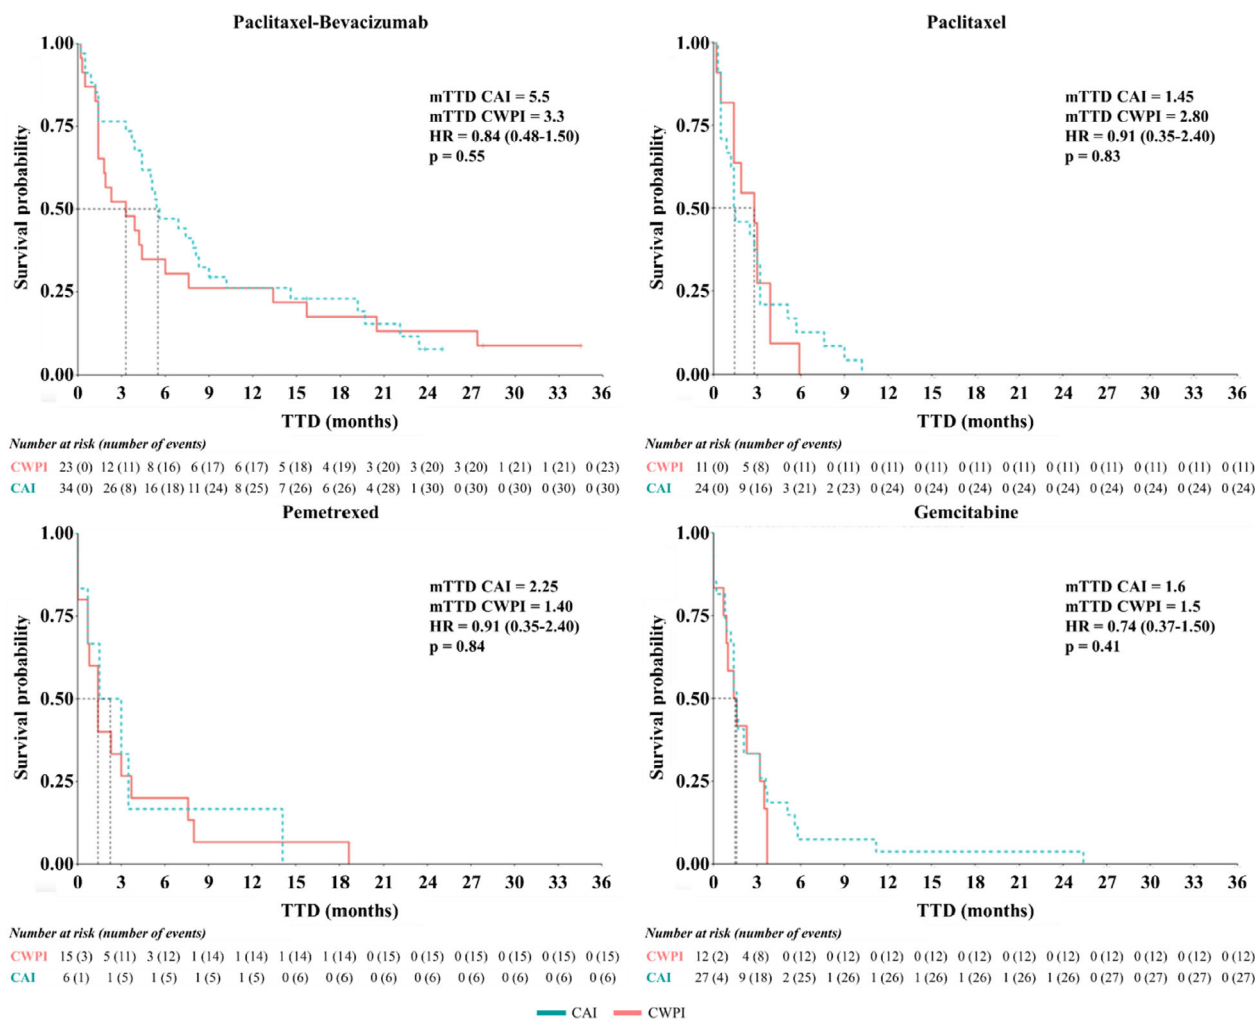 Paclitaxel-Bevacizumab
1.00
0.75
0.50
0.25
0.00
Survival probability
mTTD CAI = 5.5
mTTD CWPI = 3.3
HR = 0.84 (0.48-1.50)
p = 0.55
0 3 6 9 12 15 18 21 24 27 30 33 36
TTD (months)
Number at risk (number of events)
CWPI 23 (0) 12 (11) 8 (16) 6 (17) 6 (17) 5 (18) 4 (19) 3 (20) 3 (20) 3 (20) 1 (21) 1 (21) 0 (23)
CAI 34 (0) 26 (8) 16 (18) 11 (24) 8 (25) 7 (26) 6 (26) 4 (28) 1 (30) 0 (30) 0 (30) 0 (30) 0 (30)
Paclitaxel
1.00
0.75
0.50
0.25
0.00
Survival probability
mTTD CAI = 1.45
mTTD CWPI = 2.80
HR = 0.91 (0.35-2.40)
p = 0.83
0 3 6 9 12 15 18 21 24 27 30 33 36
TTD (months)
Number at risk (number of events)
CWPI 11 (0) 5 (8) 0 (11) 0 (11) 0 (11) 0 (11) 0 (11) 0 (11) 0 (11) 0 (11) 0 (11) 0 (11) 0 (11)
CAI 24 (0) 9 (16) 3 (21) 2 (23) 0 (24) 0 (24) 0 (24) 0 (24) 0 (24) 0 (24) 0 (24) 0 (24) 0 (24)
Pemetrexed
1.00
0.75
0.50
0.25
0.00
Survival probability
mTTD CAI = 2.25
mTTD CWPI = 1.40
HR = 0.91 (0.35-2.40)
p = 0.84
0 3 6 9 12 15 18 21 24 27 30 33 36
TTD (months)
Number at risk (number of events)
CWPI 15 (3) 5 (11) 3 (12) 1 (14) 1 (14) 1 (14) 1 (14) 0 (15) 0 (15) 0 (15) 0 (15) 0 (15) 0 (15)
CAI 6 (1) 1 (5) 1 (5) 1 (5) 1 (5) 0 (6) 0 (6) 0 (6) 0 (6) 0 (6) 0 (6) 0 (6) 0 (6)
Gemcitabine
1.00
0.75
0.50
0.25
0.00
Survival probability
mTTD CAI = 1.6
mTTD CWPI = 1.5
HR = 0.74 (0.37-1.50)
p = 0.41
0 3 6 9 12 15 18 21 24 27 30 33 36
TTD (months)
Number at risk (number of events)
CWPI 12 (2) 4 (8) 0 (12) 0 (12) 0 (12) 0 (12) 0 (12) 0 (12) 0 (12) 0 (12) 0 (12) 0 (12) 0 (12)
CAI 27 (4) 9 (18) 2 (25) 1 (26) 1 (26) 1 (26) 1 (26) 1 (26) 1 (26) 0 (27) 0 (27) 0 (27) 0 (27)
CAI CWPI